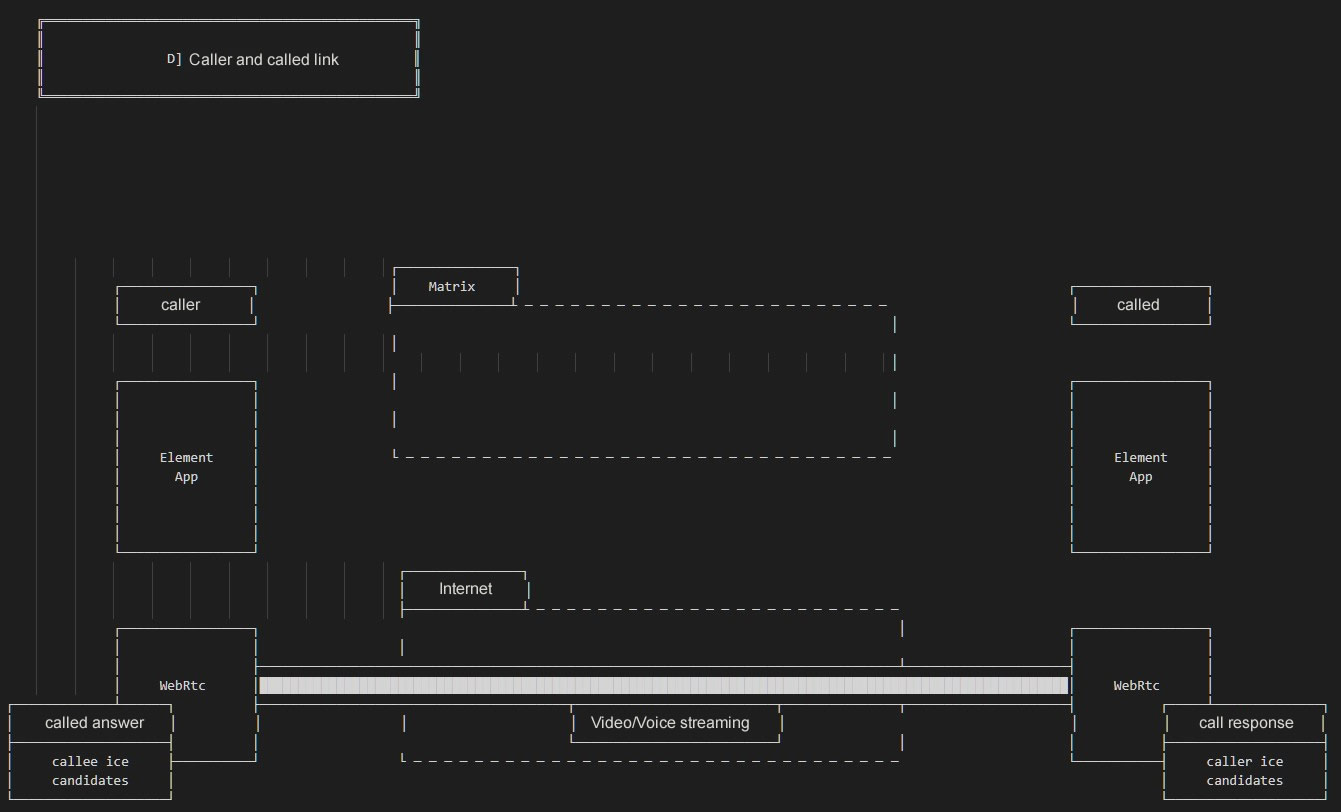 D] Caller and called link
Matrix
caller
called
Element
App
Element
App
Internet
WebRtc
WebRtc
called answer
Video/Voice streaming
call response
callee ice
candidates
caller ice
candidates